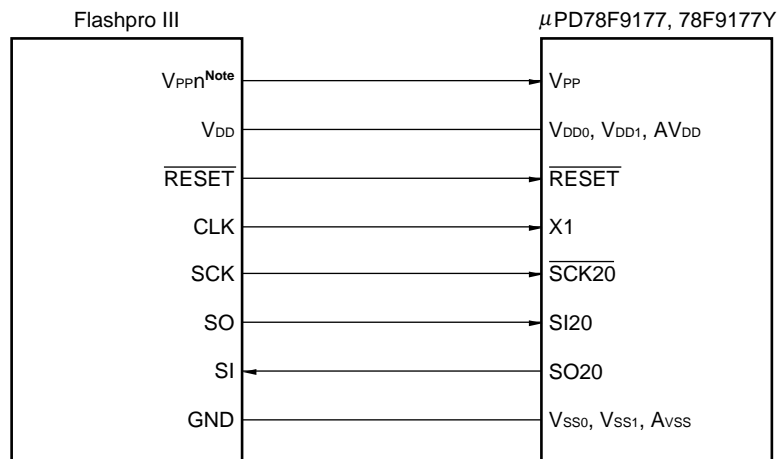 Flashpro III
μPD78F9177, 78F9177Y
VPPnNote
VPP
VDD
VDD0, VDD1, AVDD
RESET
RESET
CLK
X1
SCK
SCK20
SO
SI20
SI
SO20
GND
VSS0, VSS1, AVSS